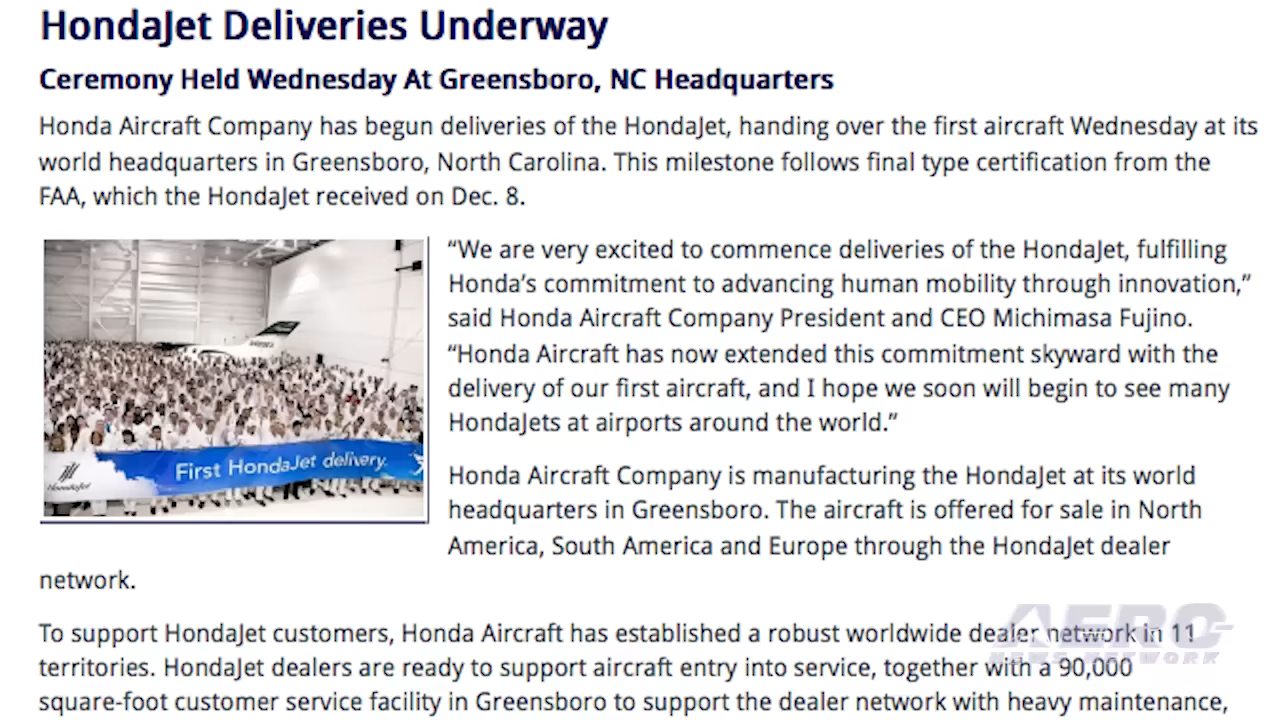 HondaJet Deliveries Underway
Ceremony Held Wednesday At Greensboro, NC Headquarters
Honda Aircraft Company has begun deliveries of the HondaJet, handing over the first aircraft Wednesday at its
world headquarters in Greensboro, North Carolina. This milestone follows final type certification from the
FAA, which the HondaJet received on Dec. 8.
“We are very excited to commence deliveries of the HondaJet, fulfilling
Honda’s commitment to advancing human mobility through innovation,”
said Honda Aircraft Company President and CEO Michimasa Fujino.
“Honda Aircraft has now extended this commitment skyward with the
delivery of our first aircraft, and I hope we soon will begin to see many
HondaJets at airports around the world.”
First HondaJet delivery.
HondaJet
Honda Aircraft Company is manufacturing the HondaJet at its world
headquarters in Greensboro. The aircraft is offered for sale in North
America, South America and Europe through the HondaJet dealer
network.
To support HondaJet customers, Honda Aircraft has established a robust worldwide dealer network in 11
territories. HondaJet dealers are ready to support aircraft entry into service, together with a 90,000
square-foot customer service facility in Greensboro to support the dealer network with heavy maintenance,
AERO
NEWS NETWORK